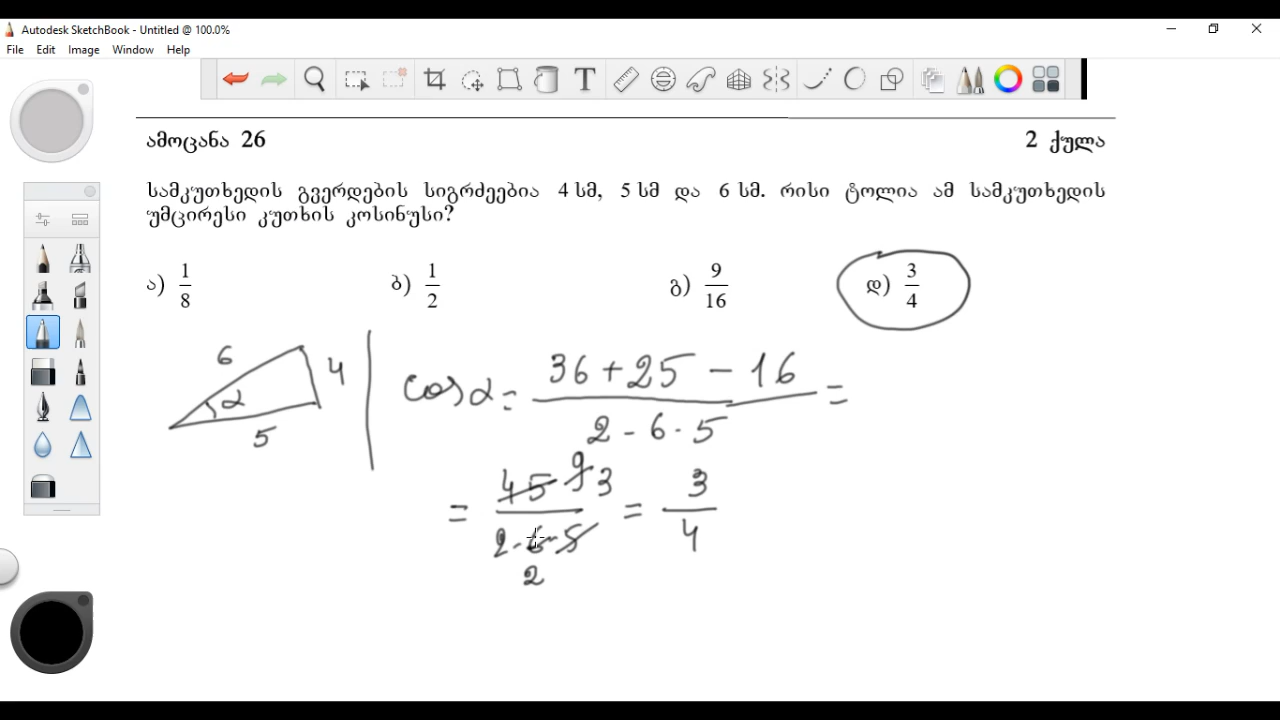 Autodesk SketchBook - Untitled @ 100.0%
File Edit Image Window Help
ამოცანა 26 2 ქულა
სამკუთხედის გვერდების სიგრძეებია 4 სმ, 5 სმ და 6 სმ. რისი ტოლია ამ სამკუთხედის
უმცირესი კუთხის კოსინუსი?
ა) 1/8 ბ) 1/2 გ) 9/16 დ) 3/4
6 4 α 5
cos α = (36 + 25 - 16)/(2 - 6 · 5) =
= (45 9 3)/(2 · 6 · 5) = 3/4
2